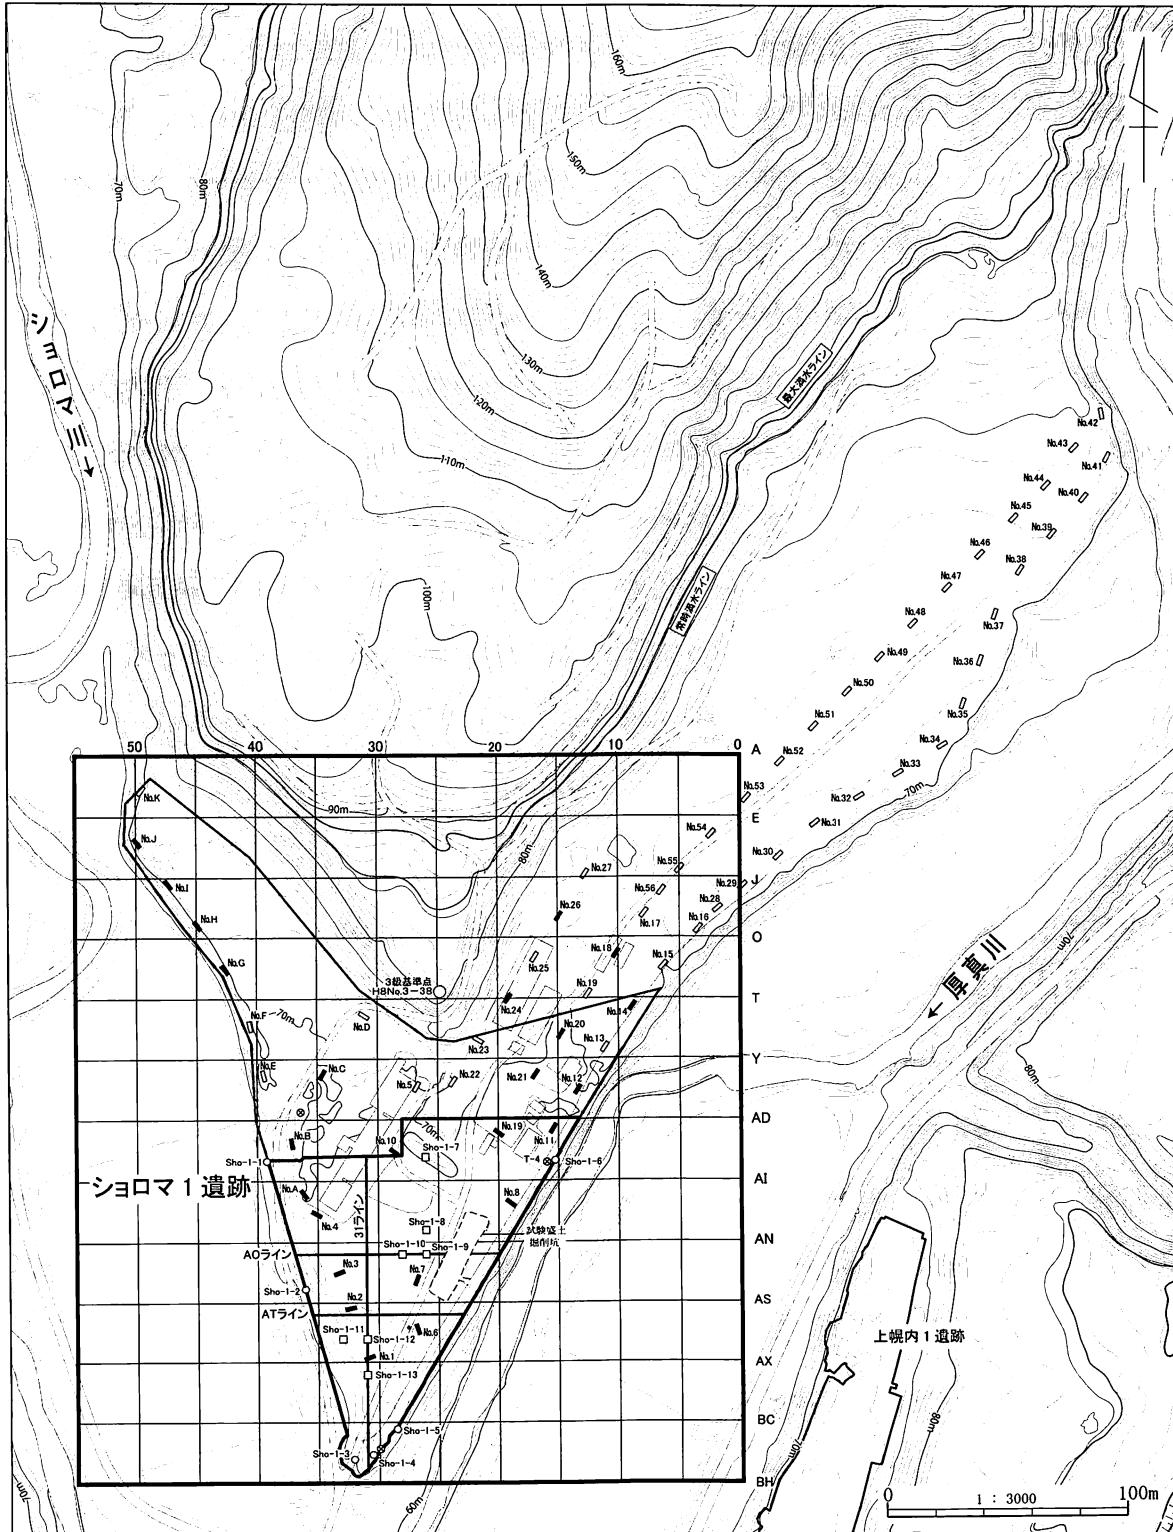 160m
150m
140m
130m
120m
110m
100m
70m
80m
ショロマ川
最大満水ライン
常時満水ライン
No.42
No.43
No.41
No.44
No.40
No.45
No.39
No.46
No.38
No.47
No.48
No.37
No.49
No.36
No.50
No.35
No.51
No.34
No.52
No.33
No.53
No.32
70m
No.31
50
40
30
20
10
0
A
E
J
O
T
Y
AD
AI
AN
AS
AX
BC
BH
No.K
90m
80m
No.54
No.J
No.27
No.55
No.30
No.I
No.56
No.29
No.26
No.17
No.28
No.H
No.16
No.18
No.G
No.25
No.15
3級基準点
H8No.3-38
No.19
厚真川
70m
80m
No.24
No.14
No.F
70m
No.D
No.20
No.23
No.13
No.E
No.C
No.5
No.22
No.21
No.12
No.B
70m
No.10
No.19
No.11
Sho-1-7
T-4
Sho-1-6
Sho-1-1
ショロマ1遺跡
No.A
No.4
31ライン
No.8
Sho-1-8
試験盛土
掘削坑
AOライン
Sho-1-10
Sho-1-9
No.3
No.7
Sho-1-2
No.2
ATライン
No.6
Sho-1-11
Sho-1-12
No.1
Sho-1-13
上幌内1遺跡
Sho-1-5
Sho-1-3
Sho-1-4
60m
70m
70m
80m
0
100m
1 : 3000